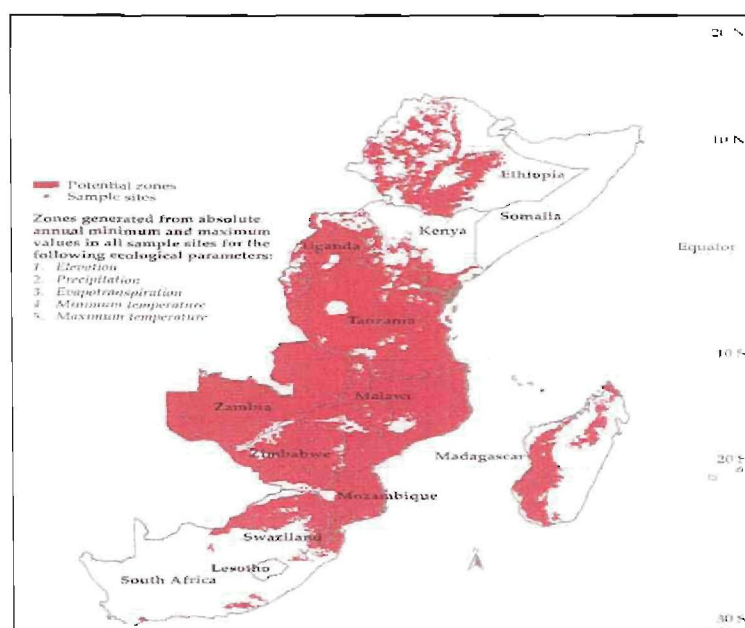 20 N
10 N
Potential zones
Sample sites
Ethiopia
Somalia
Zones generated from absolute
annual minimum and maximum
values in all sample sites for the
following ecological parameters:
1. Elevation
2. Precipitation
3. Evapotranspiration
4 Minimum temperature
5. Maximum temperature
Kenya
Uganda
Equator
Tanzania
10 S
Malawi
Zambia
Zimbabwe
Madagascar
20 S
Mozambique
Swaziland
Lesotho
South Africa
30 S